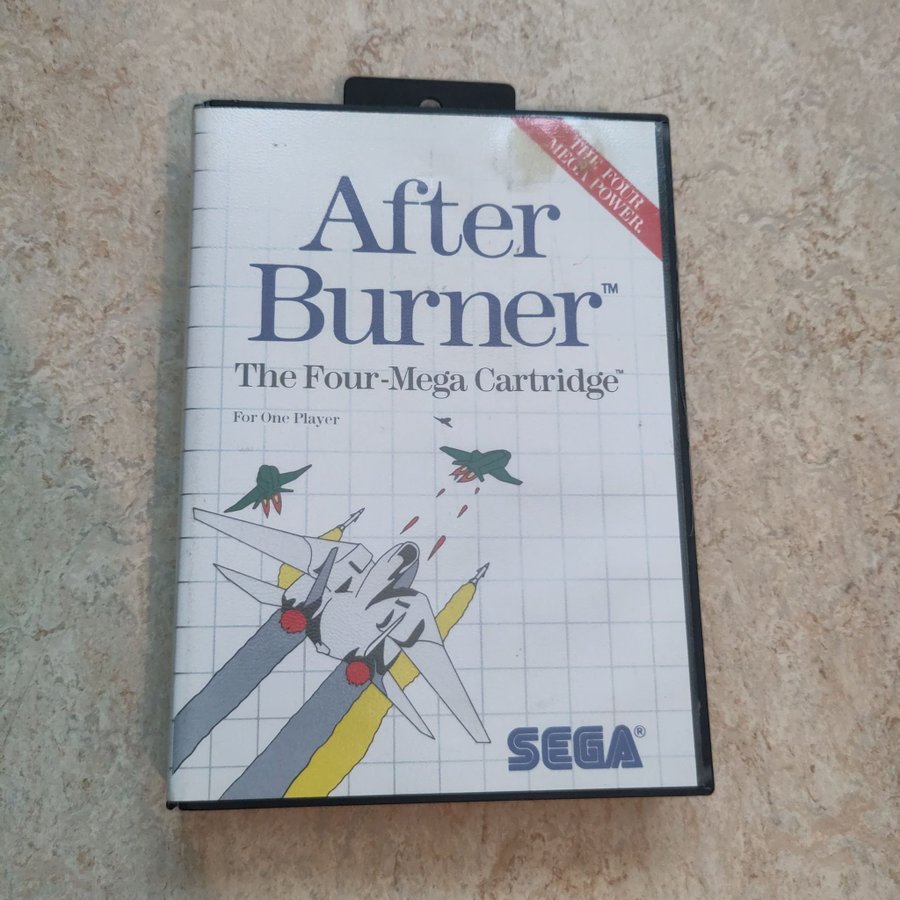 THE FOUR
MEGA POWER.
After
Burner™
The Four-Mega Cartridge™
For One Player
SEGA®